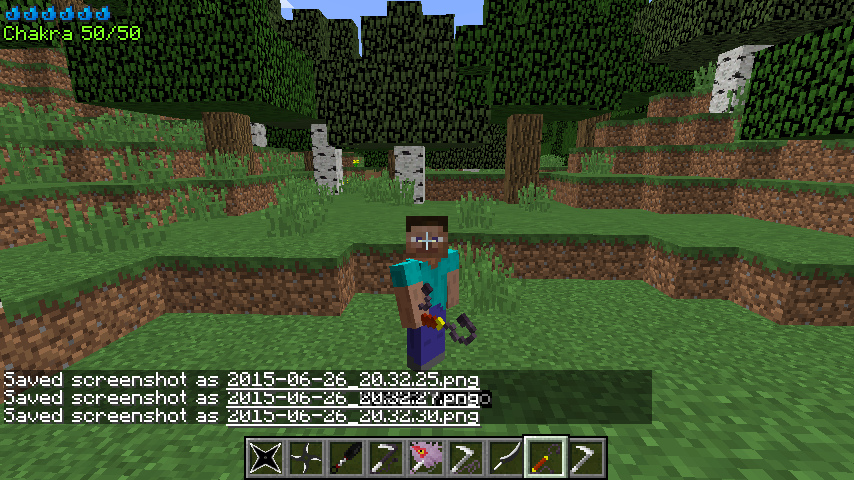 Chakra 50/50
Saved screenshot as 2015-06-26_20.32.25.png
Saved screenshot as 2015-06-26_20.32.27.png
Saved screenshot as 2015-06-26_20.32.30.png